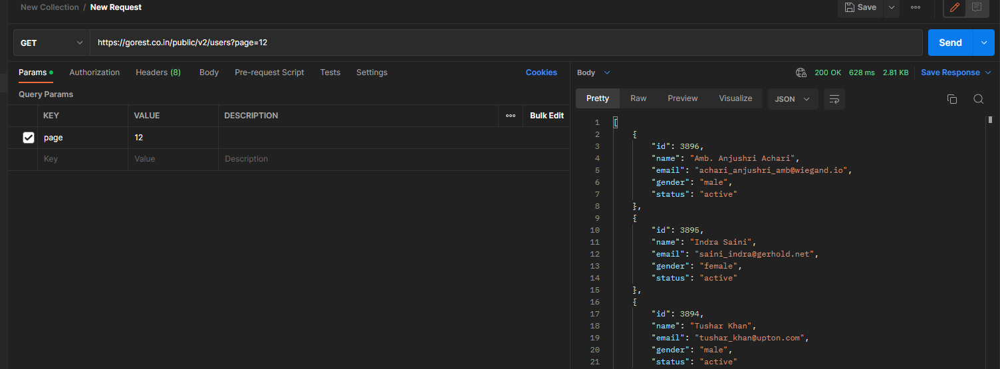 New Collection / New Request
Save
GET
https://gorest.co.in/public/v2/users?page=12
Send
Params
Authorization
Headers (8)
Body
Pre-request Script
Tests
Settings
Cookies
Query Params
KEY VALUE DESCRIPTION
Bulk Edit
page 12
Key Value Description
Body
200 OK 628 ms 2.81 KB
Save Response
Pretty Raw Preview Visualize
JSON
1 [
2 {
3 "id": 3896,
4 "name": "Amb. Anjushri Achari",
5 "email": "achari_anjushri_amb@wiegand.io",
6 "gender": "male",
7 "status": "active"
8 },
9 {
10 "id": 3895,
11 "name": "Indra Saini",
12 "email": "saini_indra@gerhold.net",
13 "gender": "female",
14 "status": "active"
15 },
16 {
17 "id": 3894,
18 "name": "Tushar Khan",
19 "email": "tushar_khan@upton.com",
20 "gender": "male",
21 "status": "active"